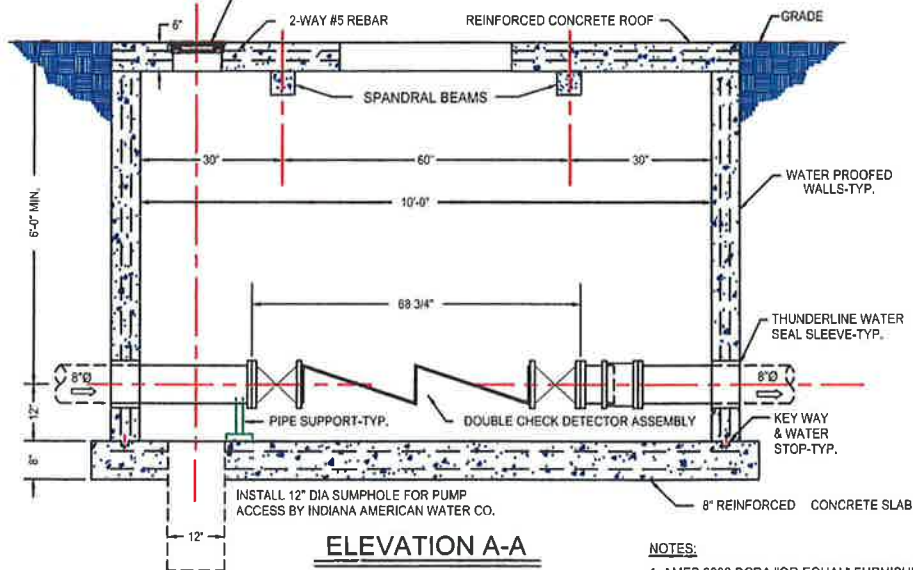 6"
2-WAY #5 REBAR
REINFORCED CONCRETE ROOF
GRADE
SPANDRAL BEAMS
30"
60"
30"
WATER PROOFED
WALLS-TYP.
10'-0"
6'-0" MIN.
68 3/4"
THUNDERLINE WATER
SEAL SLEEVE-TYP.
8"Ø
8"Ø
12"
PIPE SUPPORT-TYP.
DOUBLE CHECK DETECTOR ASSEMBLY
KEY WAY
& WATER
STOP-TYP.
8"
INSTALL 12" DIA SUMPHOLE FOR PUMP
ACCESS BY INDIANA AMERICAN WATER CO.
8" REINFORCED CONCRETE SLAB
12"
ELEVATION A-A
NOTES: